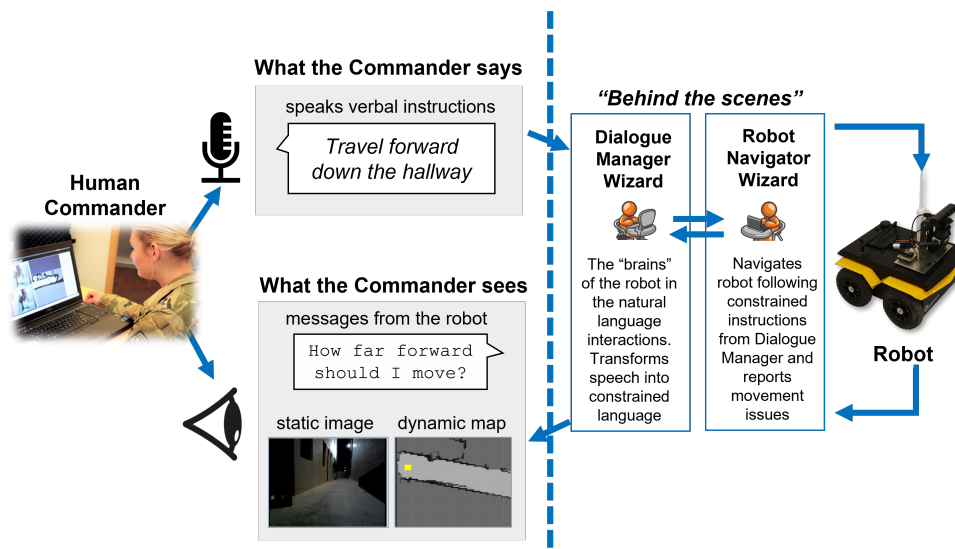 What the Commander says
speaks verbal instructions
Travel forward
down the hallway
Human
Commander
What the Commander sees
messages from the robot
How far forward
should I move?
static image
dynamic map
“Behind the scenes”
Dialogue
Manager
Wizard
The “brains”
of the robot in
the natural
language
interactions.
Transforms
speech into
constrained
language
Robot
Navigator
Wizard
Navigates
robot following
constrained
instructions
from Dialogue
Manager and
reports
movement
issues
Robot